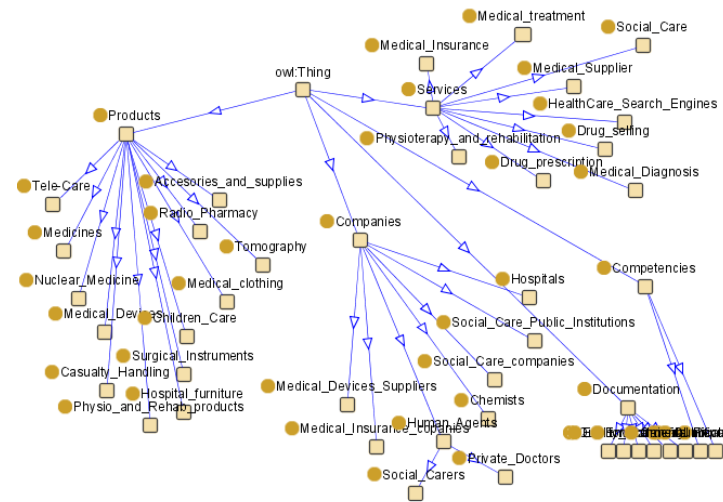 Medical_treatment
Social_Care
Medical_Insurance
owl:Thing
Medical_Supplier
Services
HealthCare_Search_Engines
Products
Physioterapy_and_rehabilitation
Drug_selling
Drug_prescription
Medical_Diagnosis
Tele-Care
Accesories_and_supplies
Radio_Pharmacy
Companies
Medicines
Tomography
Competencies
Nuclear_Medicine
Medical_clothing
Hospitals
Medical_Devices
Children_Care
Social_Care_Public_Institutions
Surgical_Instruments
Social_Care_companies
Casualty_Handling
Medical_Devices_Suppliers
Documentation
Hospital_furniture
Physio_and_Rehab_products
Chemists
Medical_Insurance_copanies
Human_Agents
Private_Doctors
Social_Carers